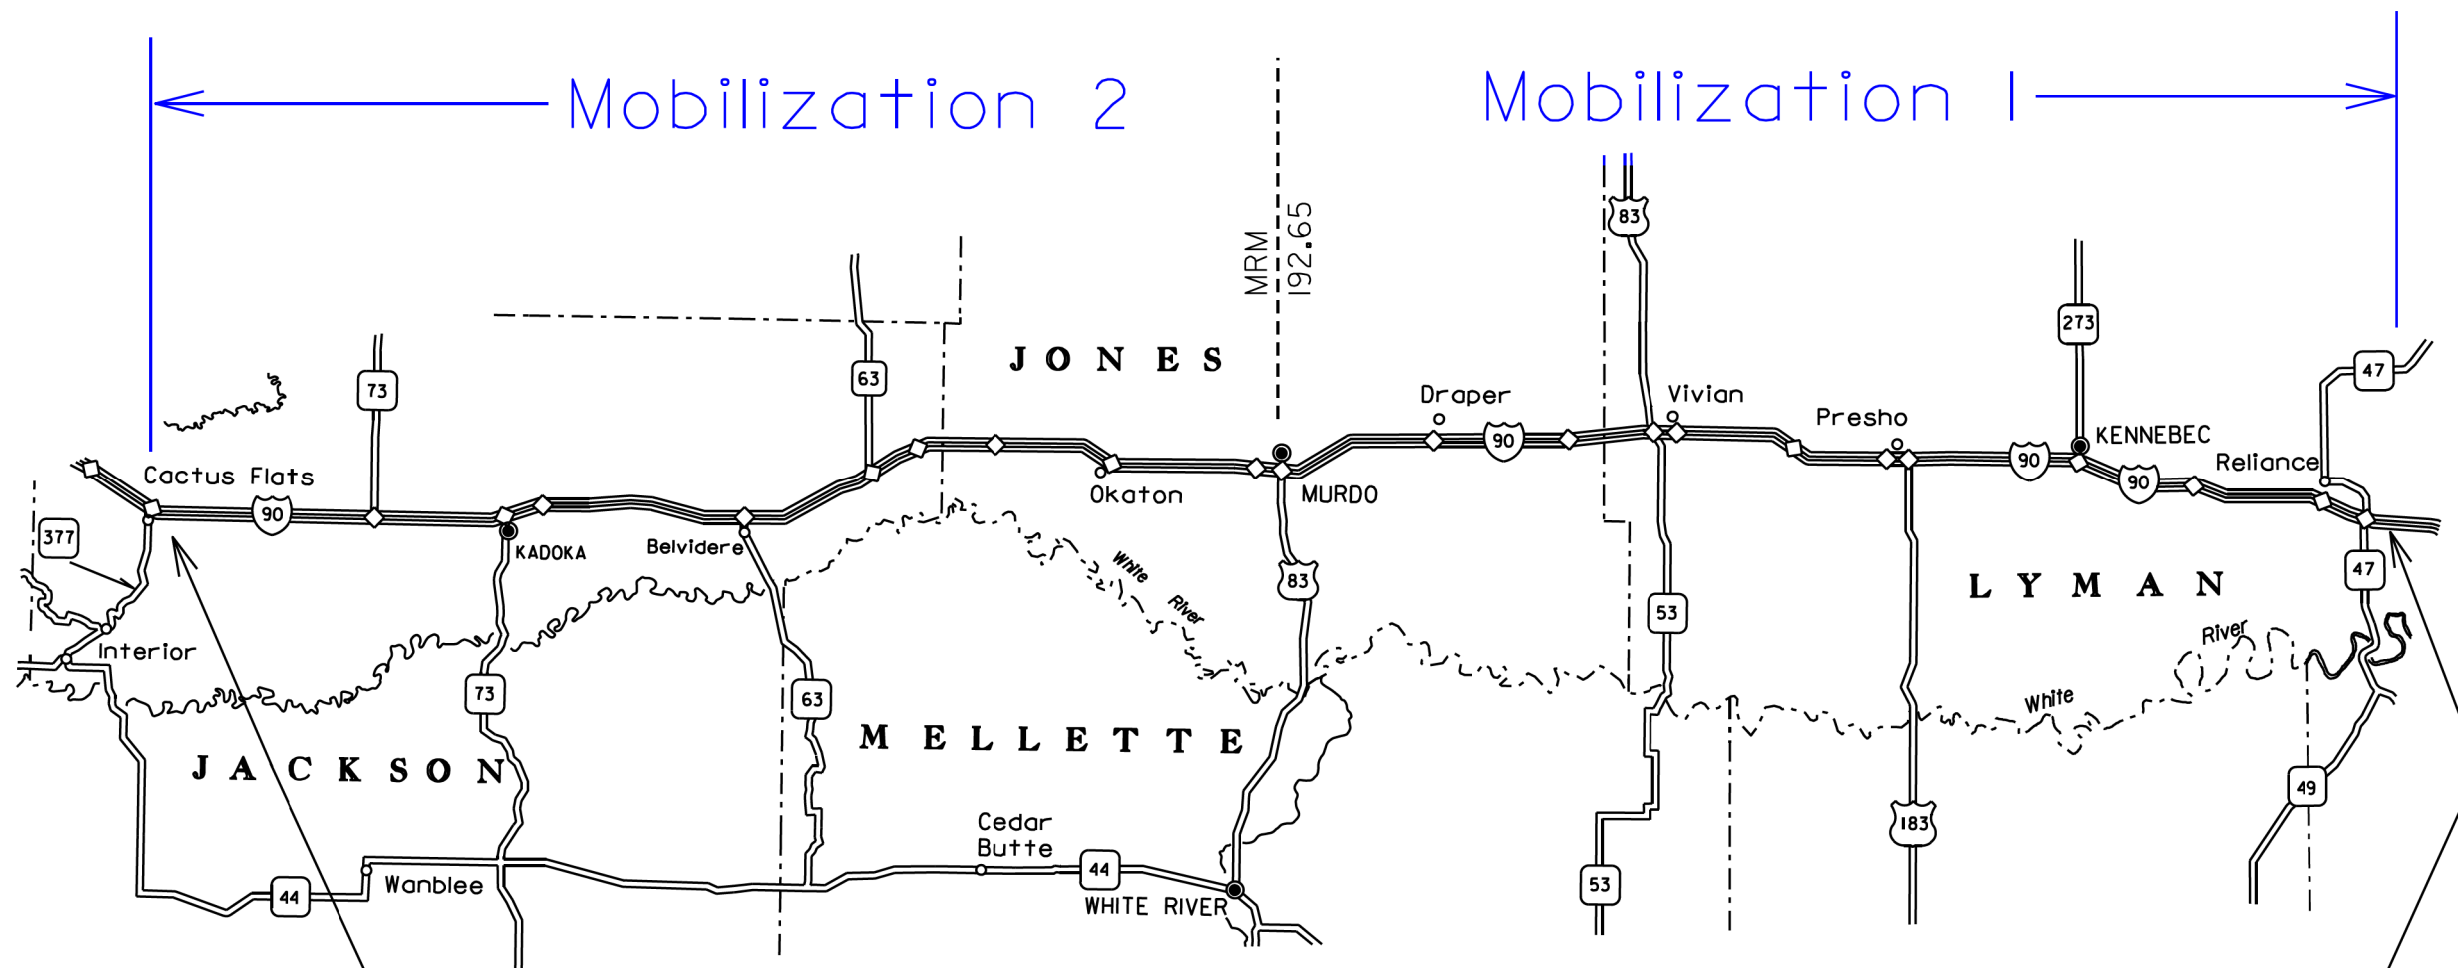 Mobilization 2
Mobilization 1
MRM
192.65
83
273
JONES
63
73
47
Draper
Vivian
Presho
KENNEBEC
Reliance
90
90
90
Cactus Flats
90
Okaton
MURDO
377
KADOKA
Belvidere
White
River
83
53
LYMAN
47
Interior
73
63
River
White
JACKSON
MELLETTE
49
183
Cedar
Butte
44
53
Wanblee
44
WHITE RIVER